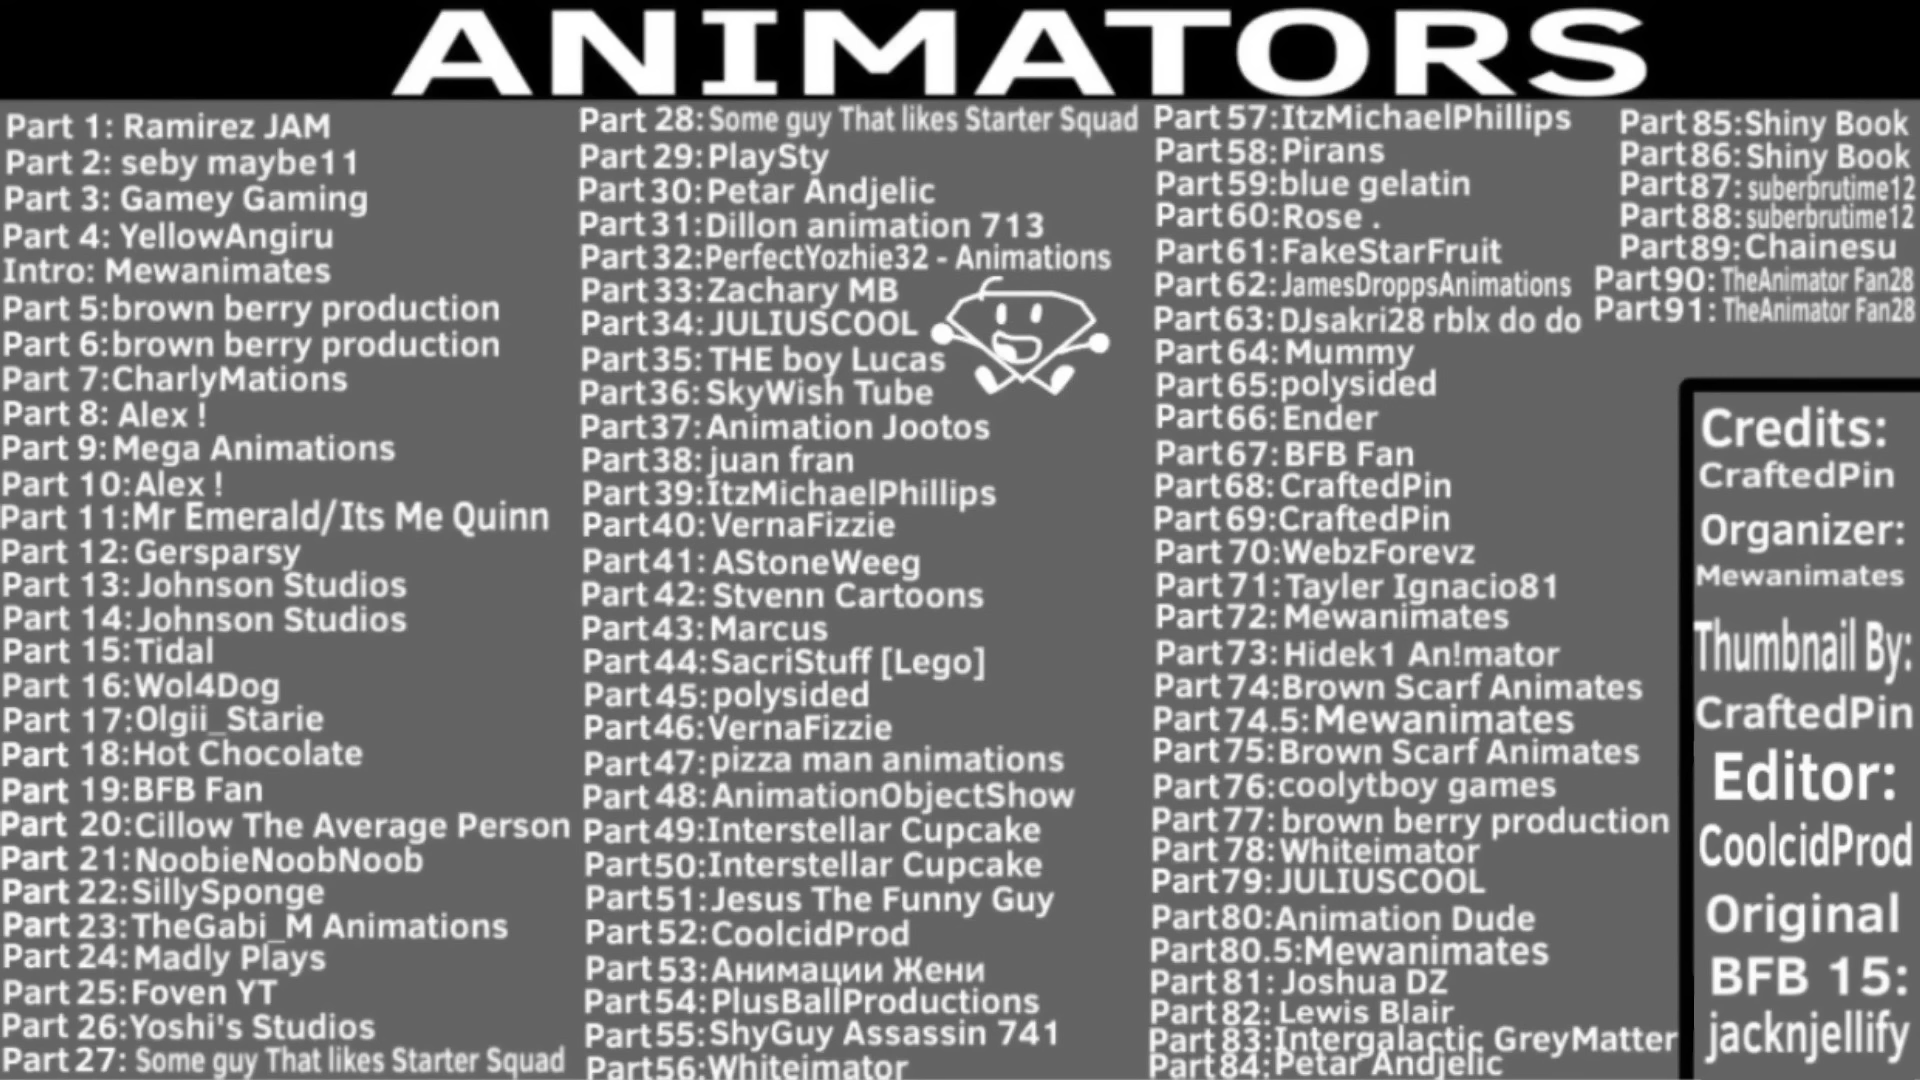 ANIMATORS
Part 1: Ramirez JAM
Part 2: seby maybe11
Part 3: Gamey Gaming
Part 4: YellowAngiru
Intro: Mewanimates
Part 5:brown berry production
Part 6:brown berry production
Part 7:CharlyMations
Part 8: Alex !
Part 9:Mega Animations
Part 10:Alex !
Part 11:Mr Emerald/Its Me Quinn
Part 12:Gersparsy
Part 13:Johnson Studios
Part 14:Johnson Studios
Part 15:Tidal
Part 16:Wol4Dog
Part 17:Olgii_Starie
Part 18:Hot Chocolate
Part 19:BFB Fan
Part 20:Cillow The Average Person
Part 21:NoobieNoobNoob
Part 22:SillySponge
Part 23:TheGabi_M Animations
Part 24:Madly Plays
Part 25:Foven YT
Part 26:Yoshi's Studios
Part 27: Some guy That likes Starter Squad
Part 28:Some guy That likes Starter Squad
Part 29:PlaySty
Part 30:Petar Andjelic
Part 31:Dillon animation 713
Part 32:PerfectYozhie32 - Animations
Part 33:Zachary MB
Part 34:JULIUSCOOL
Part 35: THE boy Lucas
Part 36:SkyWish Tube
Part 37:Animation Jootos
Part 38:juan fran
Part 39:ItzMichaelPhillips
Part 40:VernaFizzie
Part 41: AStoneWeeg
Part 42: Stvenn Cartoons
Part 43:Marcus
Part 44:SacriStuff [Lego]
Part 45:polysided
Part 46:VernaFizzie
Part 47:pizza man animations
Part 48:AnimationObjectShow
Part 49:Interstellar Cupcake
Part 50:Interstellar Cupcake
Part 51:Jesus The Funny Guy
Part 52:CoolcidProd
Part 53:Анимации Жени
Part 54:PlusBallProductions
Part 55:ShyGuy Assassin 741
Part 56:Whiteimator
Part 57:ItzMichaelPhillips
Part 58:Pirans
Part 59:blue gelatin
Part 60:Rose .
Part 61:FakeStarFruit
Part 62:JamesDroppsAnimations
Part 63:DJsakri28 rblx do do
Part 64:Mummy
Part 65:polysided
Part 66:Ender
Part 67:BFB Fan
Part 68:CraftedPin
Part 69:CraftedPin
Part 70:WebzForevz
Part 71:Tayler Ignacio81
Part 72:Mewanimates
Part 73:Hidek1 An!mator
Part 74:Brown Scarf Animates
Part 74.5:Mewanimates
Part 75:Brown Scarf Animates
Part 76:coolytboy games
Part 77:brown berry production
Part 78:Whiteimator
Part 79:JULIUSCOOL
Part 80:Animation Dude
Part 80.5:Mewanimates
Part 81:Joshua DZ
Part 82:Lewis Blair
Part 83:Intergalactic GreyMatter
Part 84:Petar Andjelic
Part 85:Shiny Book
Part 86:Shiny Book
Part 87: suberbrutime12
Part 88: suberbrutime12
Part 89:Chainesu
Part 90: TheAnimator Fan28
Part 91: TheAnimator Fan28
Credits:
CraftedPin
Organizer:
Mewanimates
Thumbnail By:
CraftedPin
Editor:
CoolcidProd
Original
BFB 15:
jacknjellify